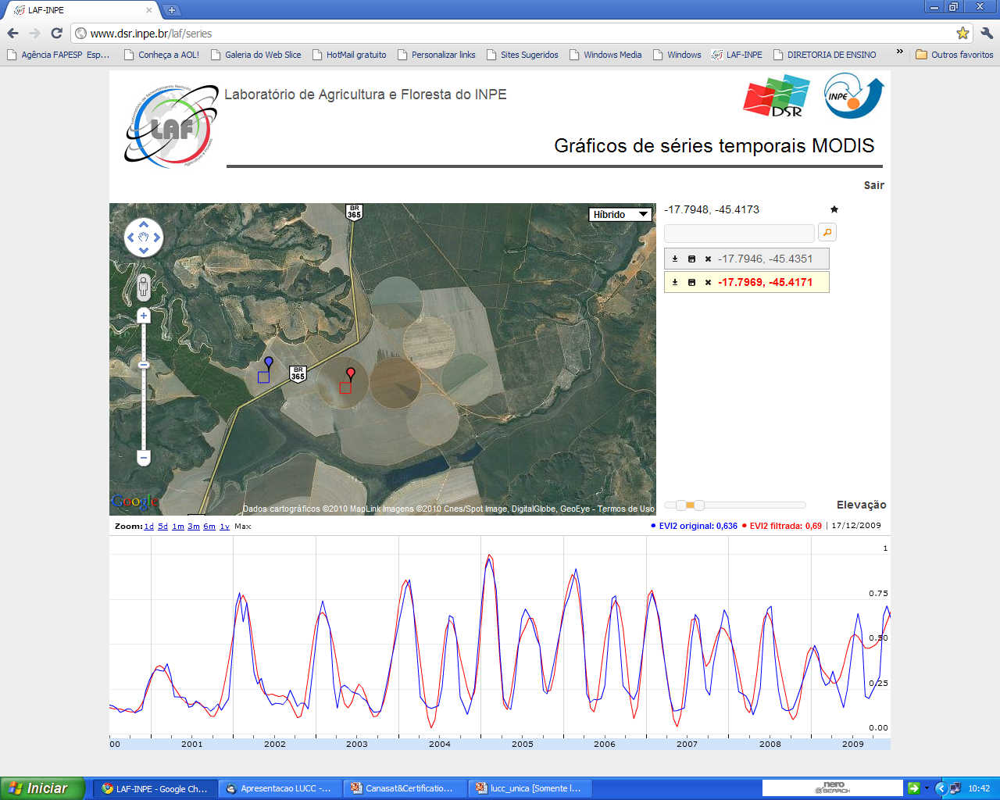 LAF-INPE
www.dsr.inpe.br/laf/series
Agência FAPESP Esp... Conheça a AOL! Galeria do Web Slice HotMail gratuito Personalizar links Sites Sugeridos Windows Media Windows LAF-INPE DIRETORIA DE ENSINO » Outros favoritos
LAF
Laboratório de Agricultura e Floresta do INPE
DSR
INPE
Gráficos de séries temporais MODIS
Sair
BR
365
Híbrido
-17.7948, -45.4173
-17.7946, -45.4351
-17.7969, -45.4171
BR
365
Google
Dados cartográficos ©2010 MapLink Imagens ©2010 Cnes/Spot Image, DigitalGlobe, GeoEye - Termos de Uso
Elevação
Zoom: 1d 5d 1m 3m 6m 1y Max
EVI2 original: 0,636 EVI2 filtrada: 0,69 | 17/12/2009
1
0.75
0.50
0.25
0.00
00 2001 2002 2003 2004 2005 2006 2007 2008 2009
Iniciar
LAF-INPE - Google Ch...
Apresentacao LUCC -...
Canasat&Certificatio...
lucc_unica [Somente l...
nero
SEARCH
10:42